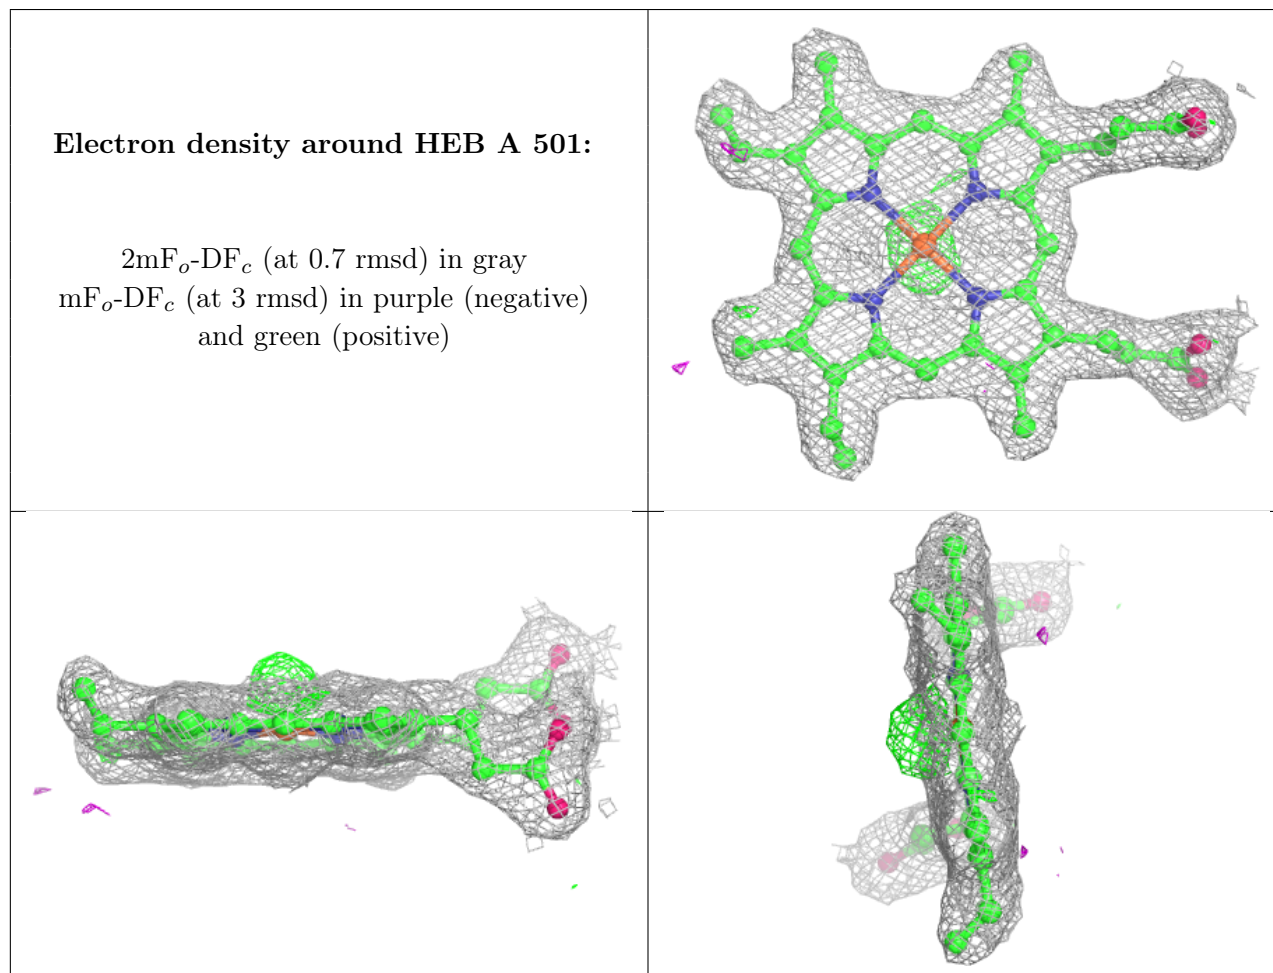 Electron density around HEB A 501:
2mFo-DFc (at 0.7 rmsd) in gray
mFo-DFc (at 3 rmsd) in purple (negative)
and green (positive)